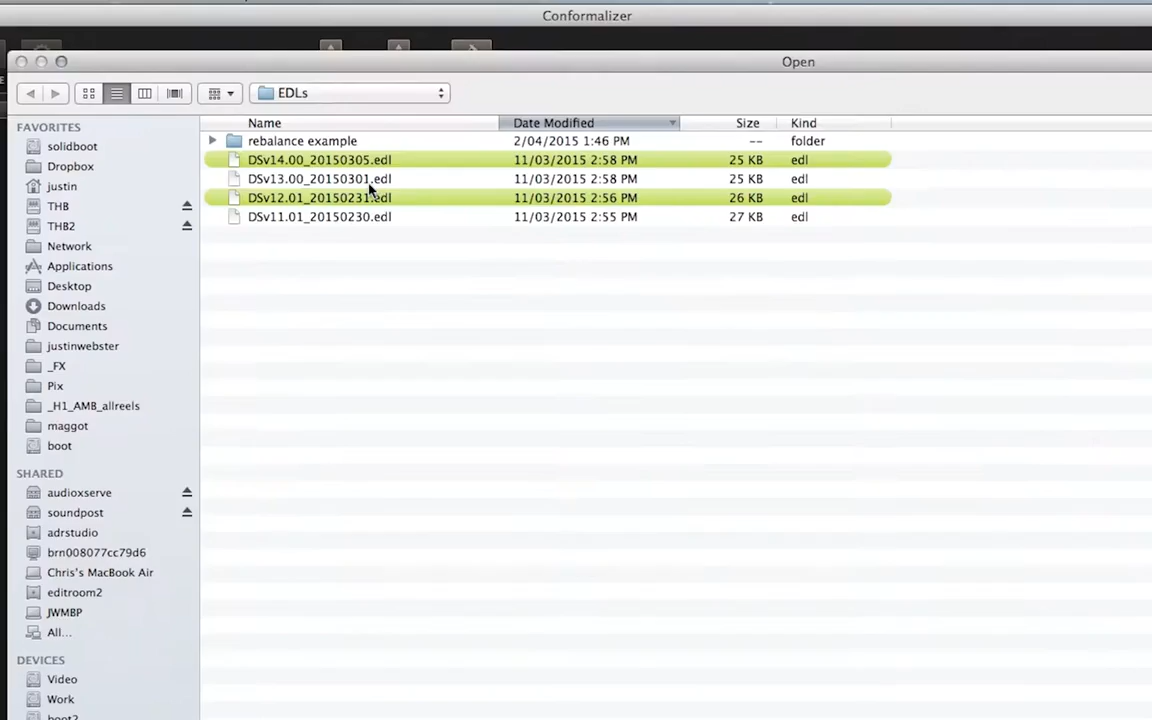 Conformalizer
Open
EDLs
FAVORITES
solidboot
Dropbox
justin
THB
THB2
Network
Applications
Desktop
Downloads
Documents
justinwebster
_FX
Pix
_H1_AMB_allreels
maggot
boot
SHARED
audioxserve
soundpost
adrstudio
brn008077cc79d6
Chris's MacBook Air
editroom2
JWMBP
All...
DEVICES
Video
Work
boot2
Name Date Modified Size Kind
rebalance example 2/04/2015 1:46 PM -- folder
DSv14.00_20150305.edl 11/03/2015 2:58 PM 25 KB edl
DSv13.00_20150301.edl 11/03/2015 2:58 PM 25 KB edl
DSv12.01_20150231.edl 11/03/2015 2:56 PM 26 KB edl
DSv11.01_20150230.edl 11/03/2015 2:55 PM 27 KB edl